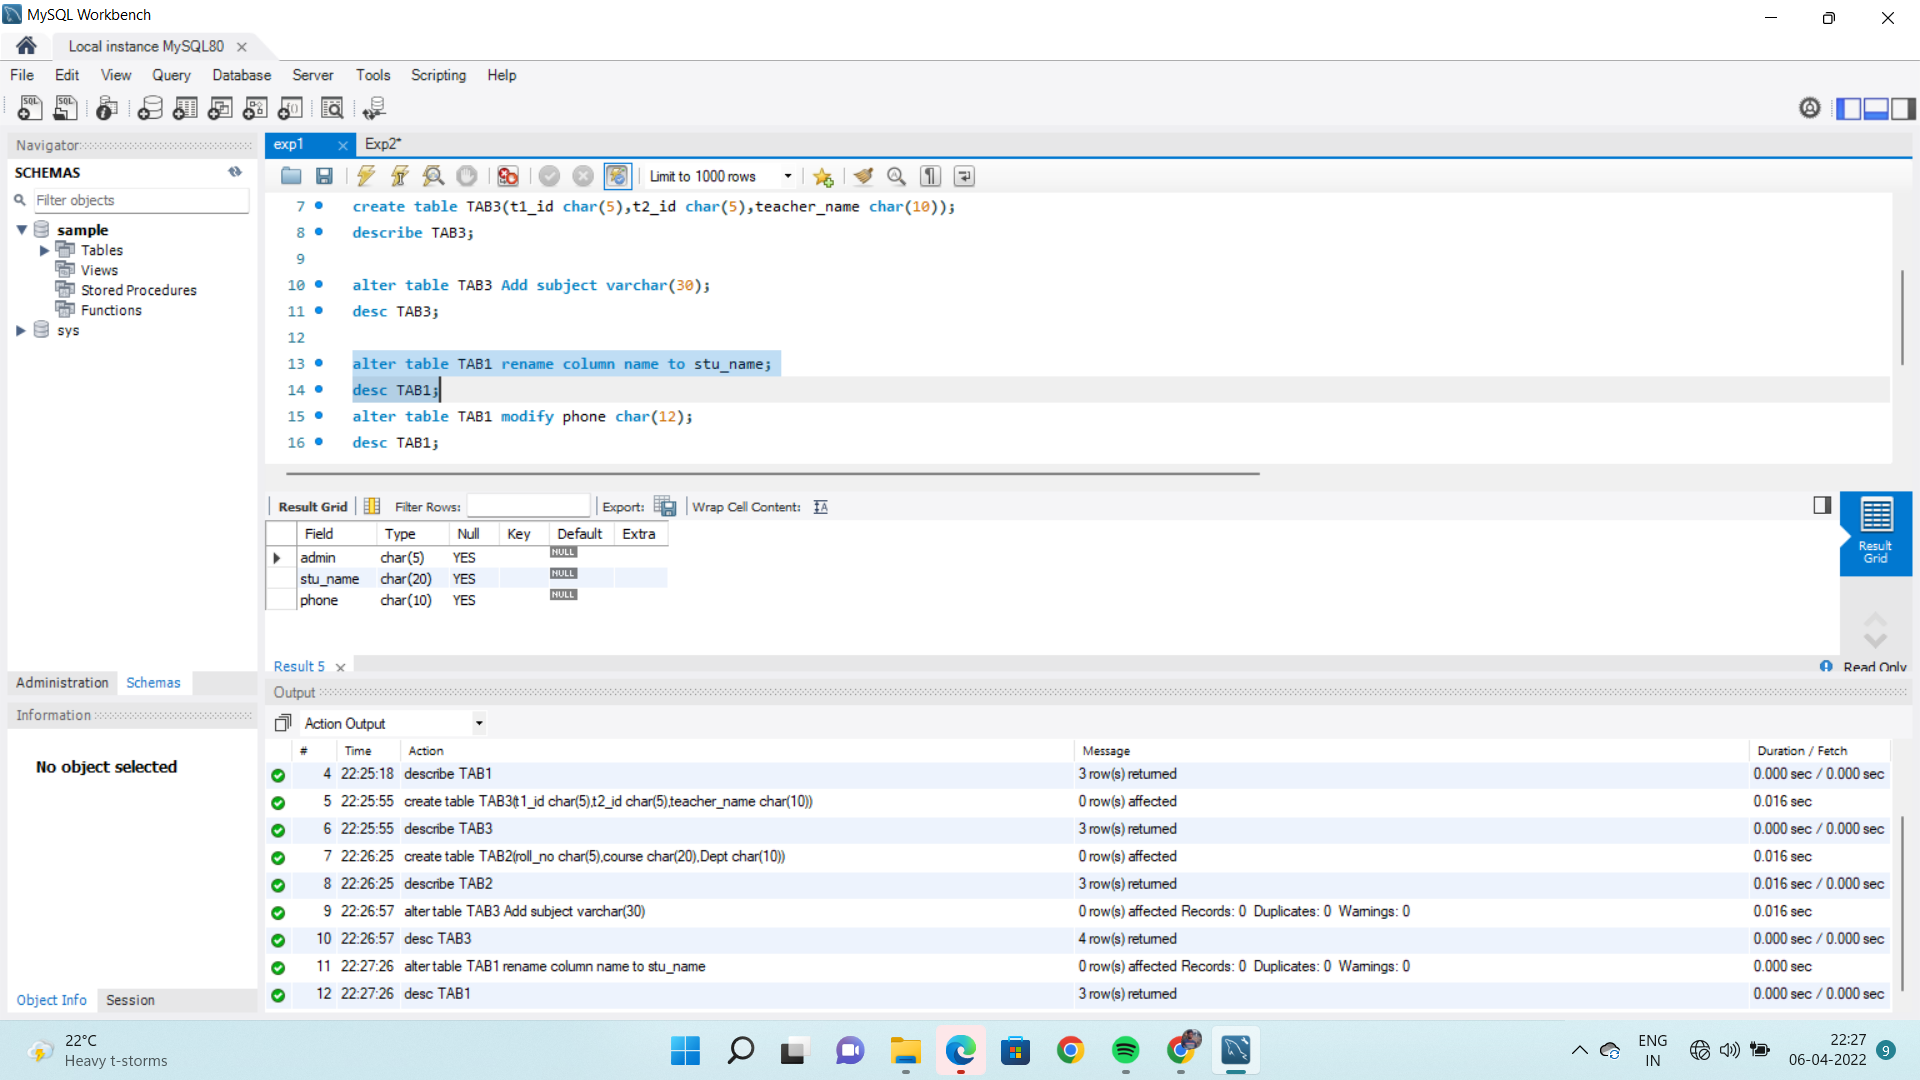 MySQL Workbench
Local instance MySQL80
File Edit View Query Database Server Tools Scripting Help
Navigator
SCHEMAS
Filter objects
sample
Tables
Views
Stored Procedures
Functions
sys
Administration Schemas
Information
No object selected
Object Info Session
exp1 Exp2*
Limit to 1000 rows
7 create table TAB3(t1_id char(5),t2_id char(5),teacher_name char(10));
8 describe TAB3;
9
10 alter table TAB3 Add subject varchar(30);
11 desc TAB3;
12
13 alter table TAB1 rename column name to stu_name;
14 desc TAB1;
15 alter table TAB1 modify phone char(12);
16 desc TAB1;
Result Grid Filter Rows: Export: Wrap Cell Content:
Field Type Null Key Default Extra
admin char(5) YES NULL
stu_name char(20) YES NULL
phone char(10) YES NULL
Result Grid
Result 5
Read Only
Output
Action Output
# Time Action Message Duration / Fetch
4 22:25:18 describe TAB1 3 row(s) returned 0.000 sec / 0.000 sec
5 22:25:55 create table TAB3(t1_id char(5),t2_id char(5),teacher_name char(10)) 0 row(s) affected 0.016 sec
6 22:25:55 describe TAB3 3 row(s) returned 0.000 sec / 0.000 sec
7 22:26:25 create table TAB2(roll_no char(5),course char(20),Dept char(10)) 0 row(s) affected 0.016 sec
8 22:26:25 describe TAB2 3 row(s) returned 0.016 sec / 0.000 sec
9 22:26:57 alter table TAB3 Add subject varchar(30) 0 row(s) affected Records: 0 Duplicates: 0 Warnings: 0 0.016 sec
10 22:26:57 desc TAB3 4 row(s) returned 0.000 sec / 0.000 sec
11 22:27:26 alter table TAB1 rename column name to stu_name 0 row(s) affected Records: 0 Duplicates: 0 Warnings: 0 0.000 sec
12 22:27:26 desc TAB1 3 row(s) returned 0.000 sec / 0.000 sec
22°C
Heavy t-storms
ENG
IN
22:27
06-04-2022
9